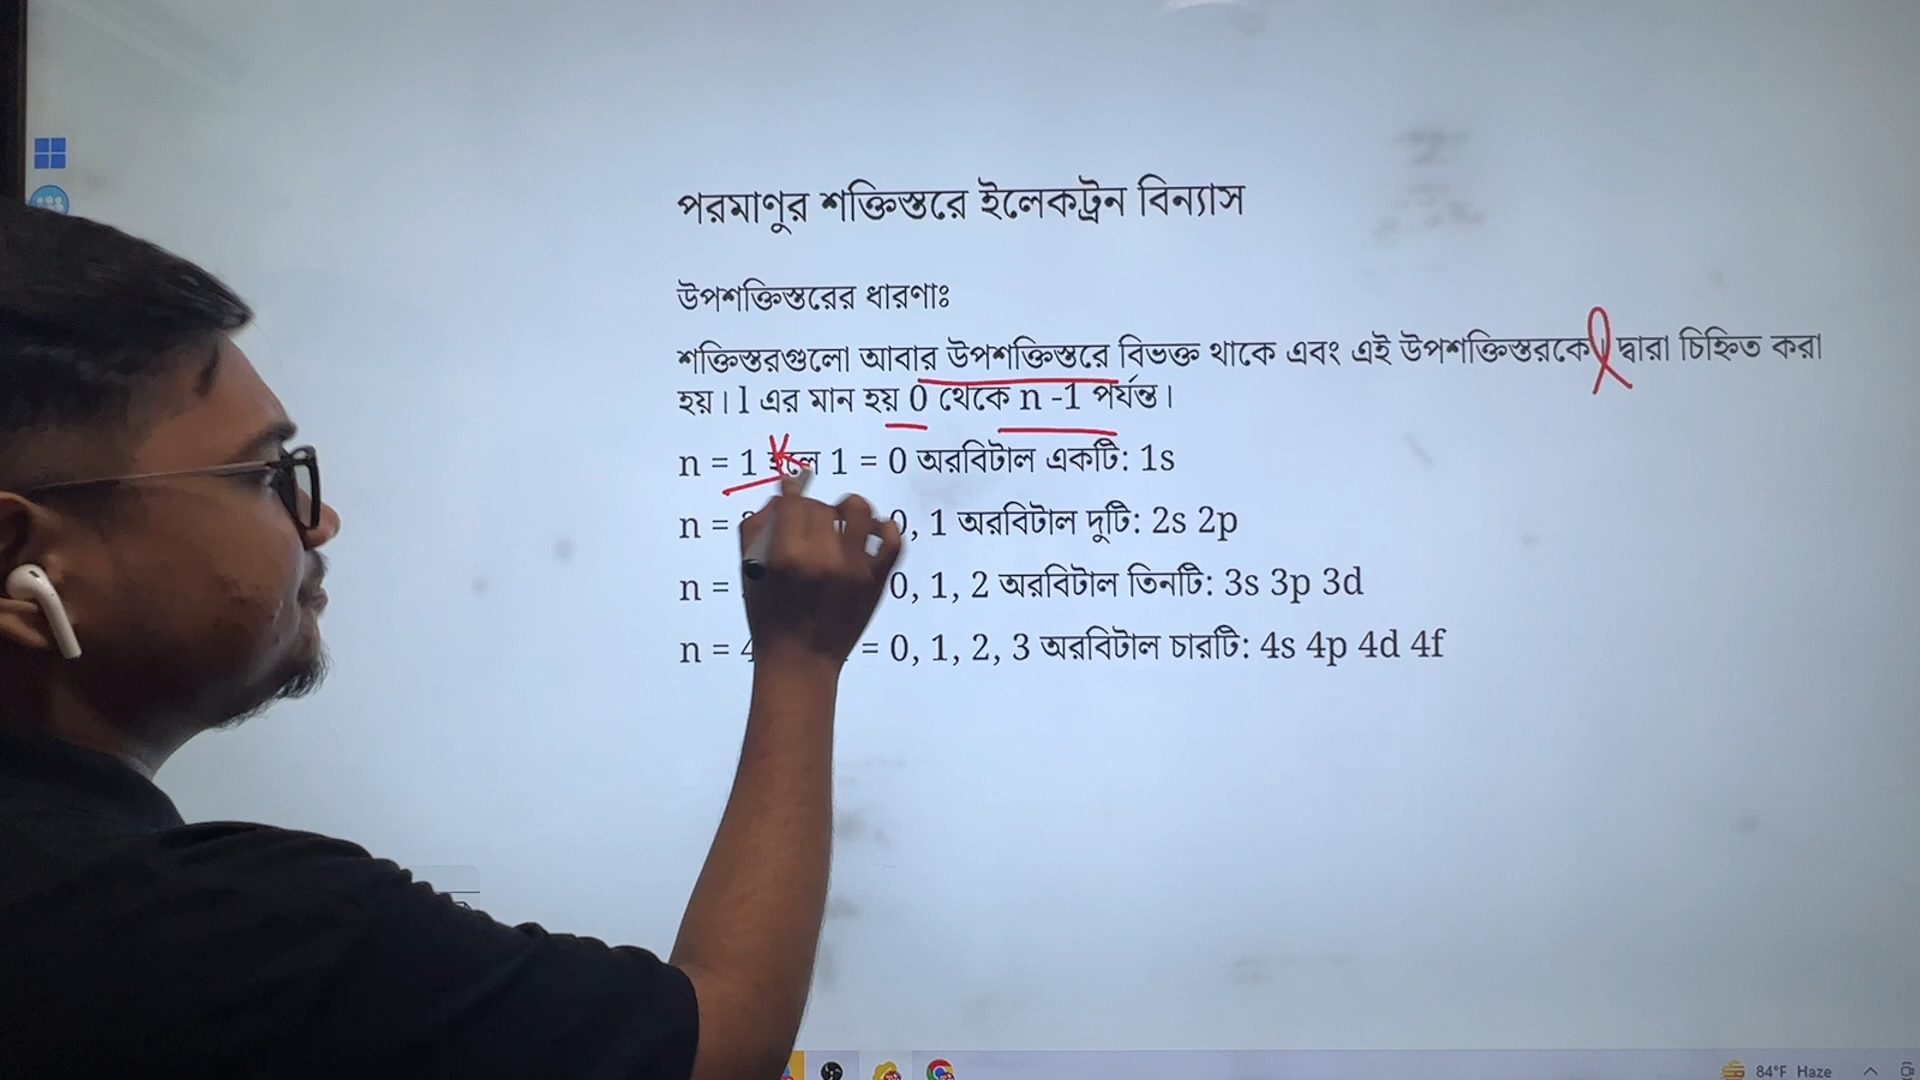 পরমাণুর শক্তিস্তরে ইলেকট্রন বিন্যাস
উপশক্তিস্তরের ধারণাঃ
শক্তিস্তরগুলো আবার উপশক্তিস্তরে বিভক্ত থাকে এবং এই উপশক্তিস্তরকে l দ্বারা চিহ্নিত করা
হয়। l এর মান হয় 0 থেকে n -1 পর্যন্ত।
n = 1 K হলে l = 0 অরবিটাল একটি: 1s
n = 0, 1 অরবিটাল দুটি: 2s 2p
n = 0, 1, 2 অরবিটাল তিনটি: 3s 3p 3d
n = 4 = 0, 1, 2, 3 অরবিটাল চারটি: 4s 4p 4d 4f
84°F Haze